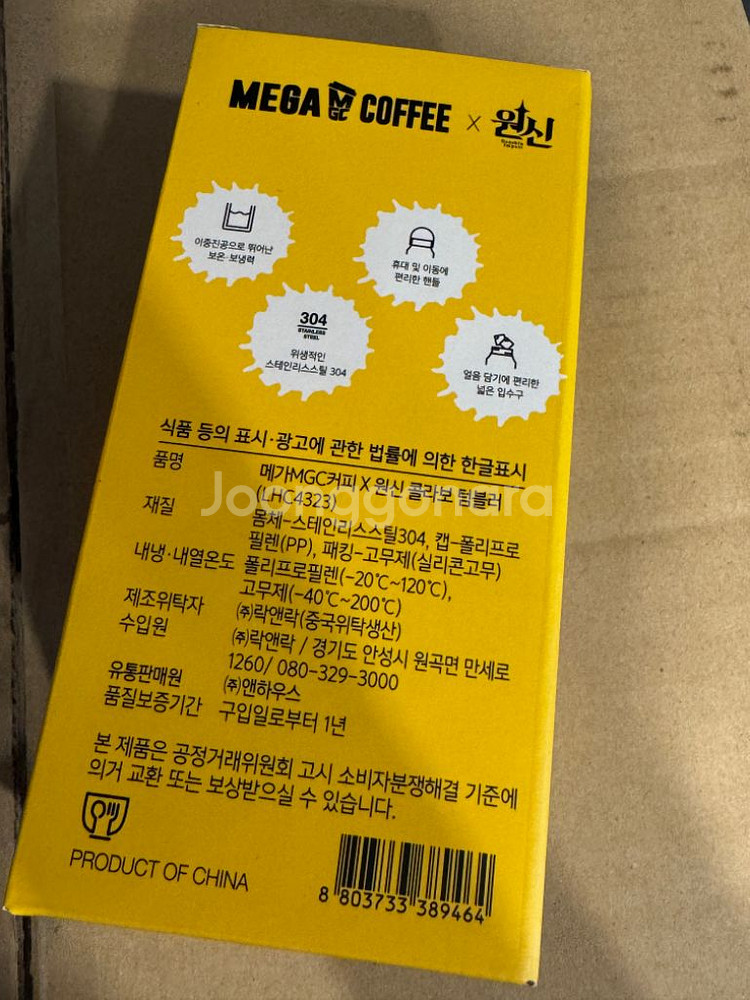 MEGA MGC COFFEE x 원신
Genshin Impact
이중진공으로 뛰어난
보온·보냉력
휴대 및 이동에
편리한 핸들
304
STAINLESS
STEEL
위생적인
스테인리스스틸 304
얼음 담기에 편리한
넓은 입수구
식품 등의 표시·광고에 관한 법률에 의한 한글표시
품명 메가MGC커피 X 원신 콜라보 텀블러
(LHC4323)
재질 몸체-스테인리스스틸304, 캡-폴리프로
필렌(PP), 패킹-고무제(실리콘고무)
내냉·내열온도 폴리프로필렌(-20℃~120℃),
고무제(-40℃~200℃)
제조위탁자 ㈜락앤락(중국위탁생산)
수입원 ㈜락앤락 / 경기도 안성시 원곡면 만세로
1260/ 080-329-3000
유통판매원 ㈜앤하우스
품질보증기간 구입일로부터 1년
본 제품은 공정거래위원회 고시 소비자분쟁해결 기준에
의거 교환 또는 보상받으실 수 있습니다.
PRODUCT OF CHINA
8 803733 389464
Joonggonara